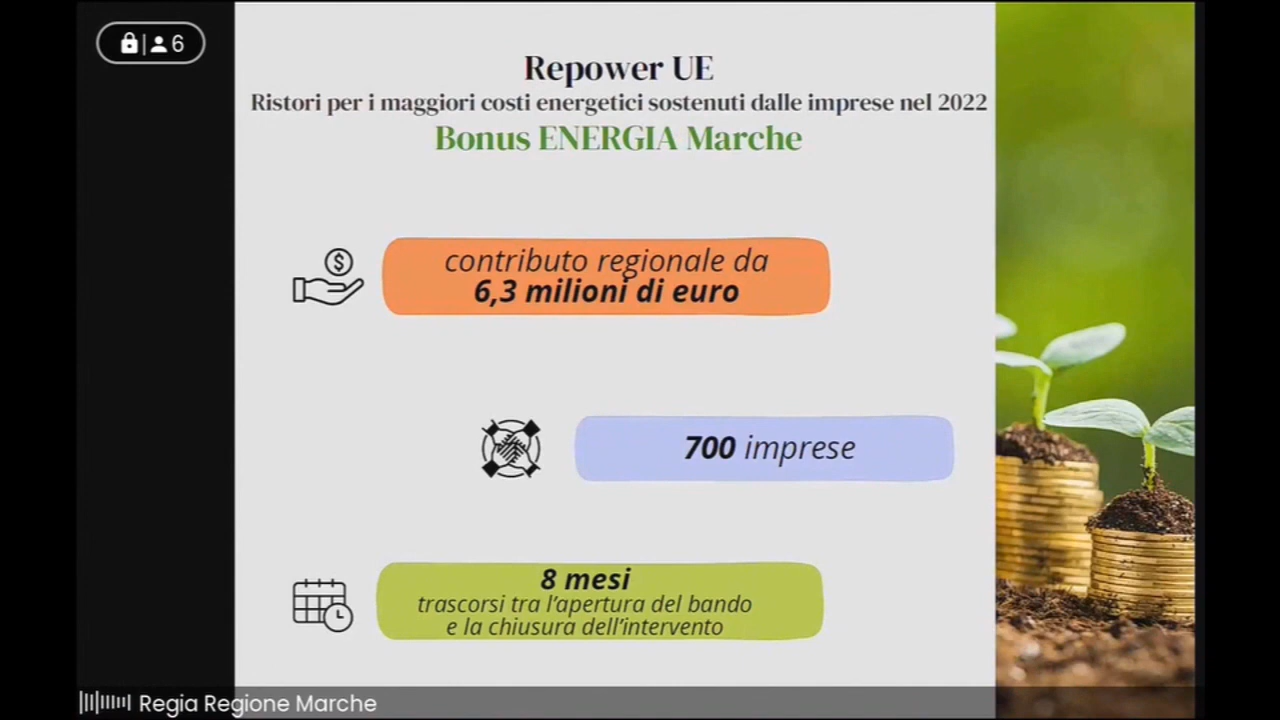 6
Repower UE
Ristori per i maggiori costi energetici sostenuti dalle imprese nel 2022
Bonus ENERGIA Marche
$
contributo regionale da
6,3 milioni di euro
700 imprese
8 mesi
trascorsi tra l'apertura del bando
e la chiusura dell'intervento
Regia Regione Marche